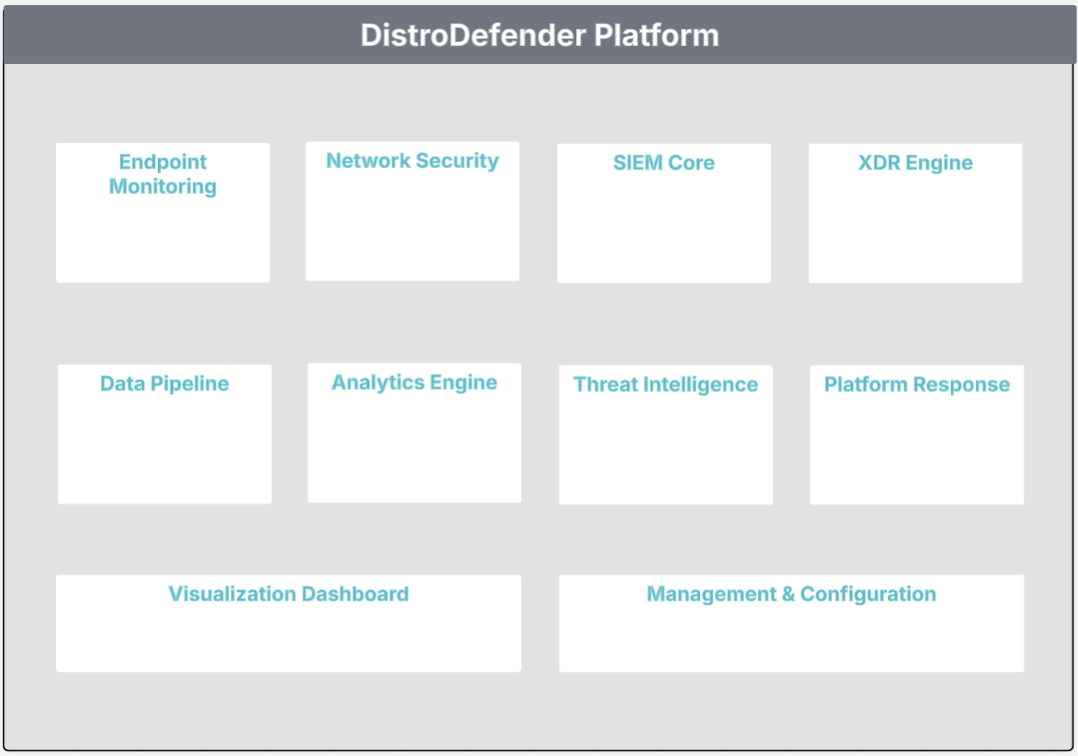 DistroDefender Platform
Endpoint
Monitoring
Network Security
SIEM Core
XDR Engine
Data Pipeline
Analytics Engine
Threat Intelligence
Platform Response
Visualization Dashboard
Management & Configuration